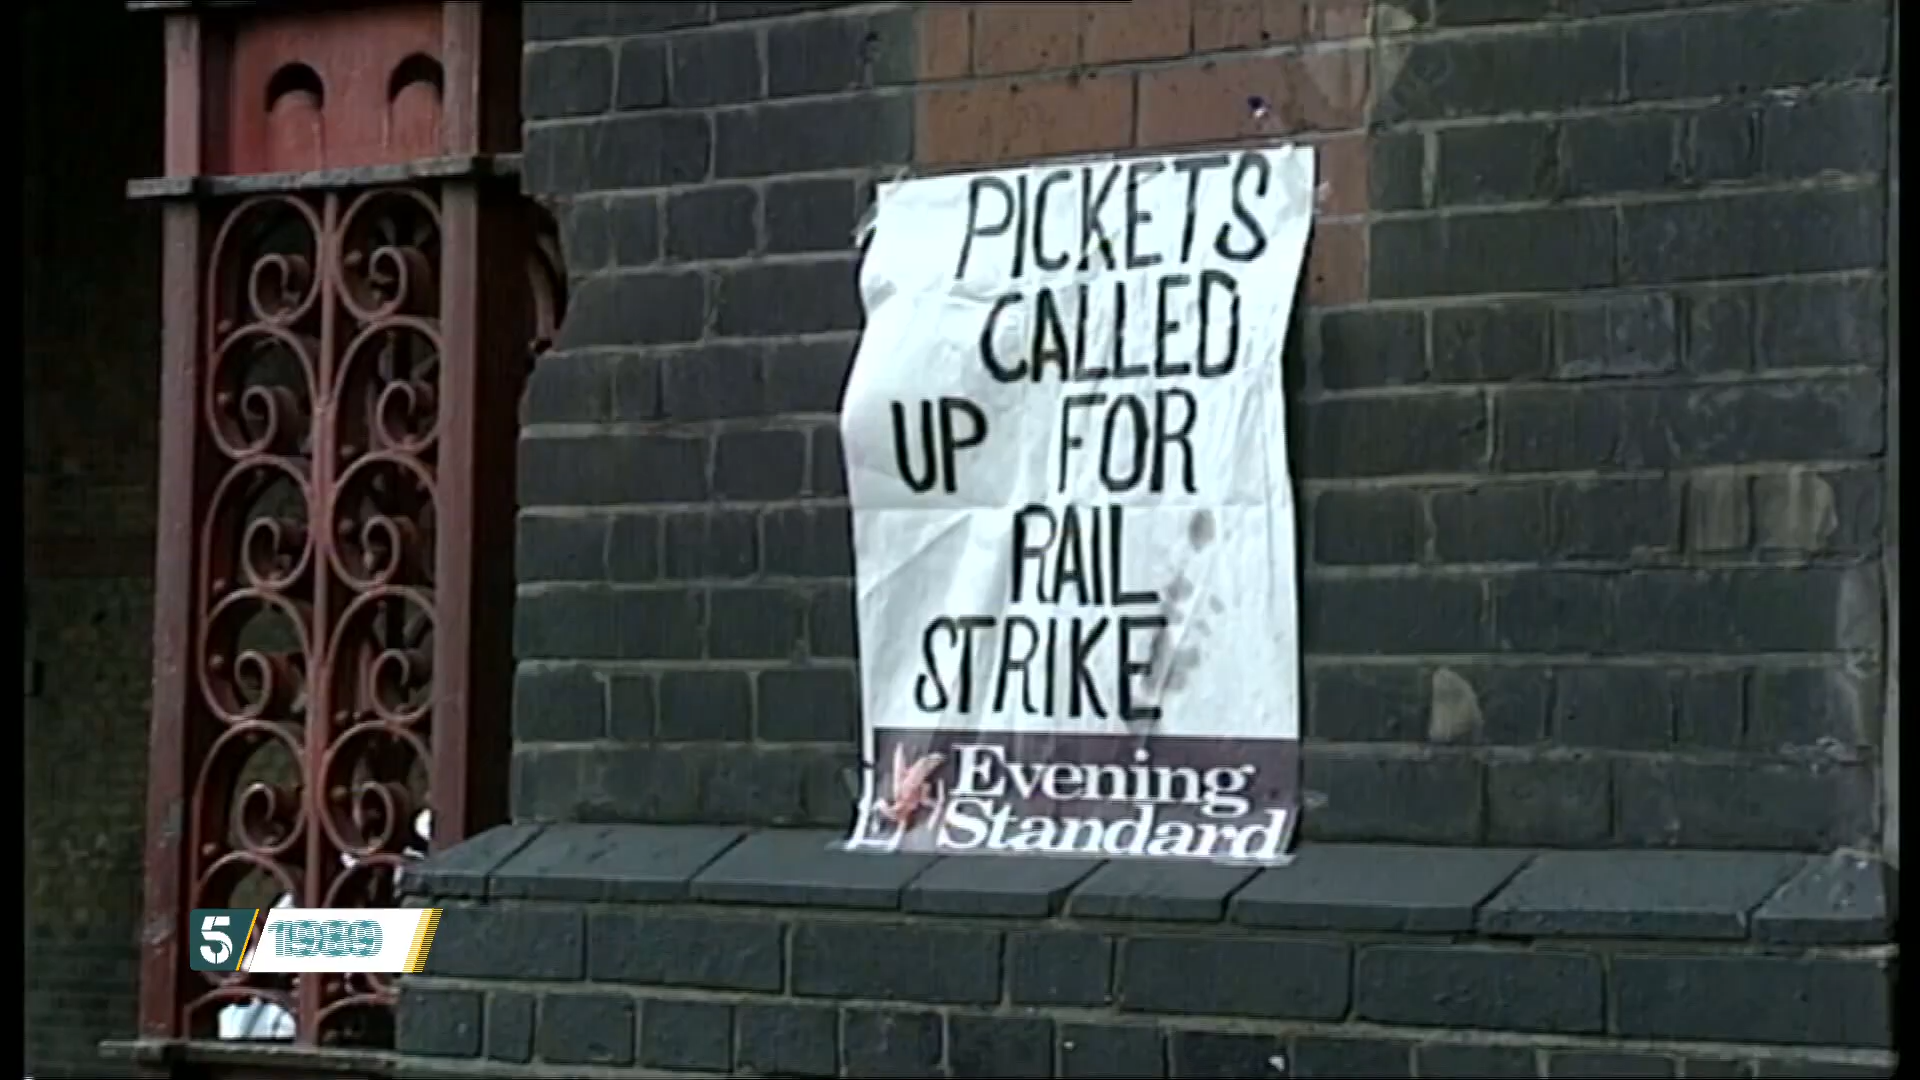 PICKETS
CALLED
UP FOR
RAIL
STRIKE
Evening
Standard
5 1989